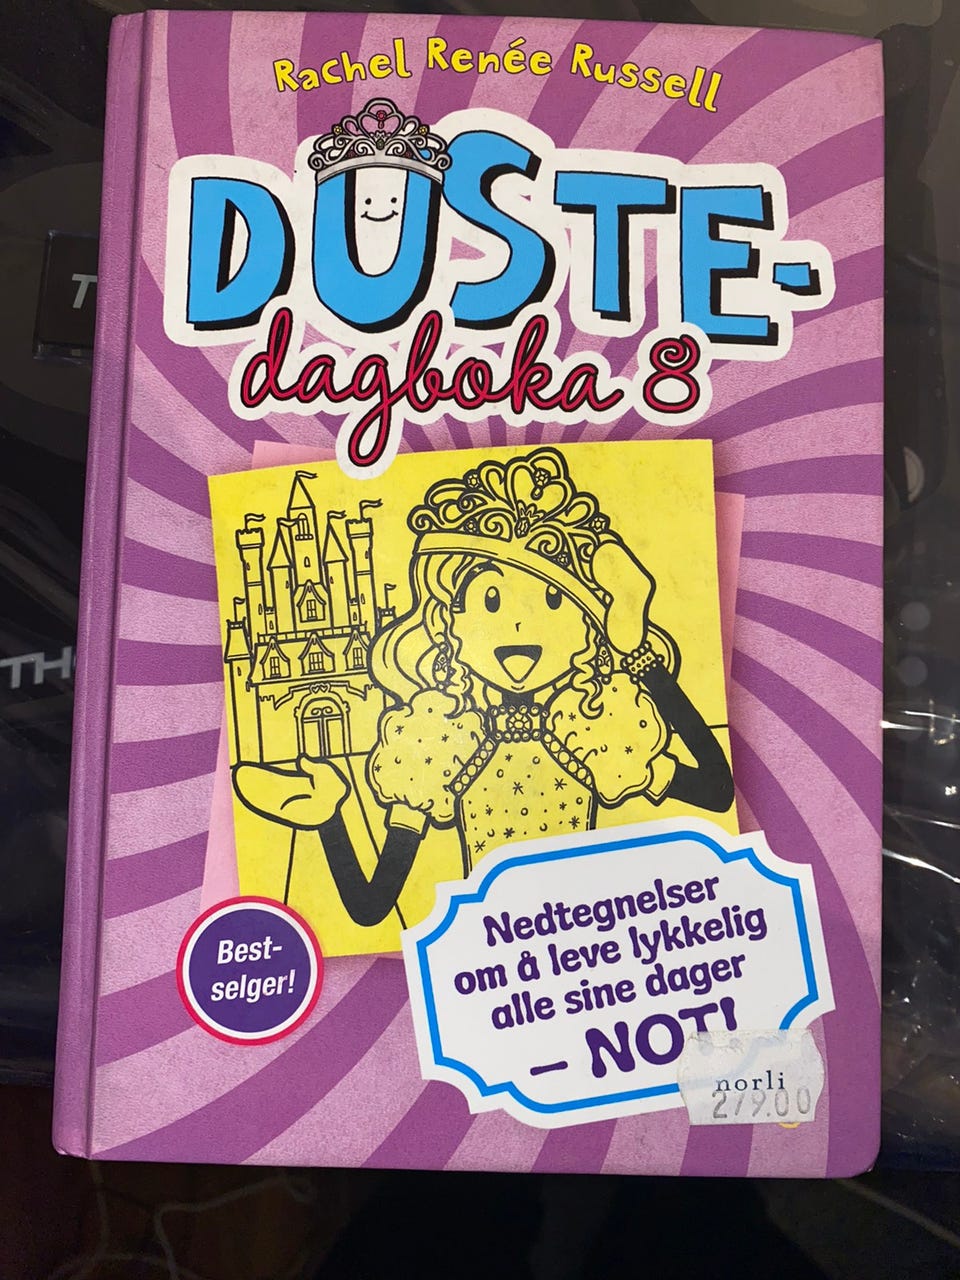 Rachel Renée Russell
DUSTE-
dagboka 8
Best-
selger!
Nedtegnelser
om å leve lykkelig
alle sine dager
– NOT!
norli
279.00